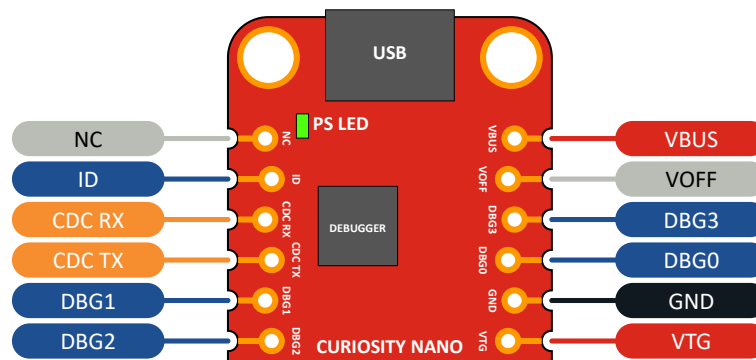 USB
PS LED
NC
NC
VBUS
VBUS
ID
ID
VOFF
VOFF
CDC RX
CDC RX
DEBUGGER
DBG3
DBG3
CDC TX
CDC TX
DBG0
DBG0
DBG1
DBG1
GND
GND
DBG2
DBG2
CURIOSITY NANO
VTG
VTG